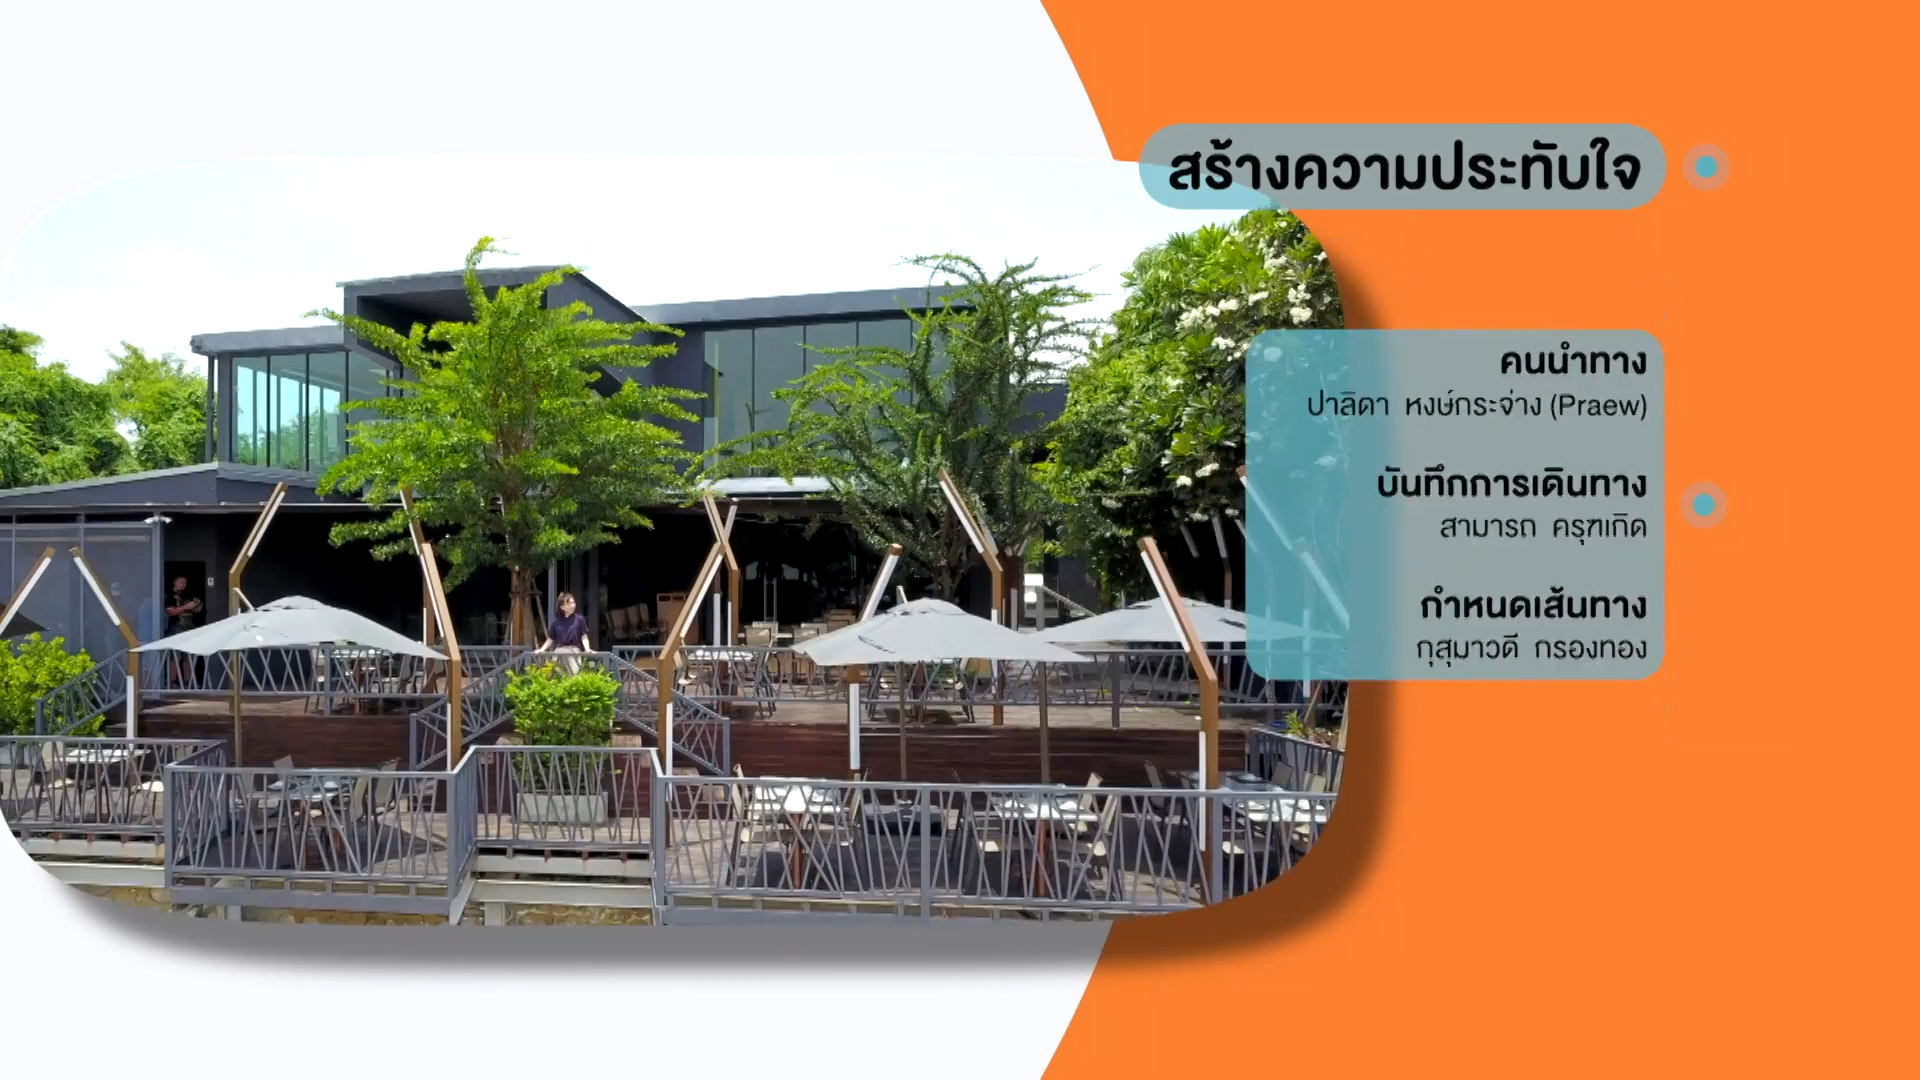 สร้างความประทับใจ
คนนำทาง
ปาลิดา หงษ์กระจ่าง (Praew)
บันทึกการเดินทาง
สามารถ ครุฑเกิด
กำหนดเส้นทาง
กุสุมาวดี กรองทอง